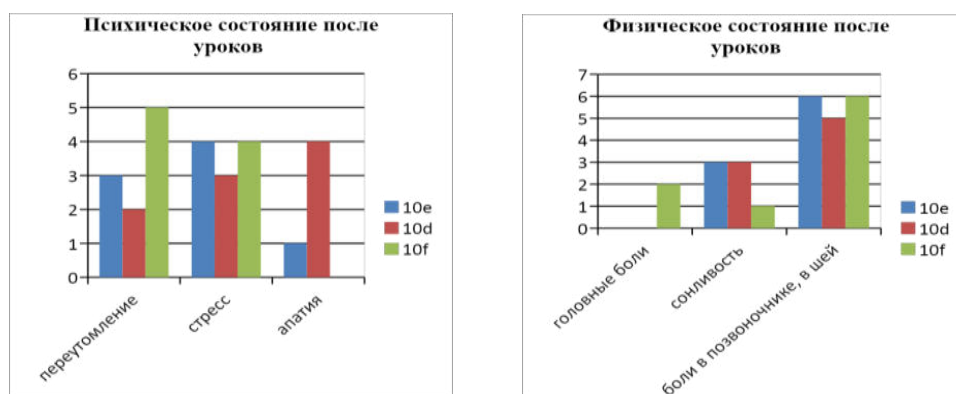 Психическое состояние после
уроков
6
5
4
3
2
1
0
переутомление
стресс
апатия
10e
10d
10f
Физическое состояние после
уроков
7
6
5
4
3
2
1
0
головные боли
сонливость
боли в позвоночнике, в шей
10e
10d
10f